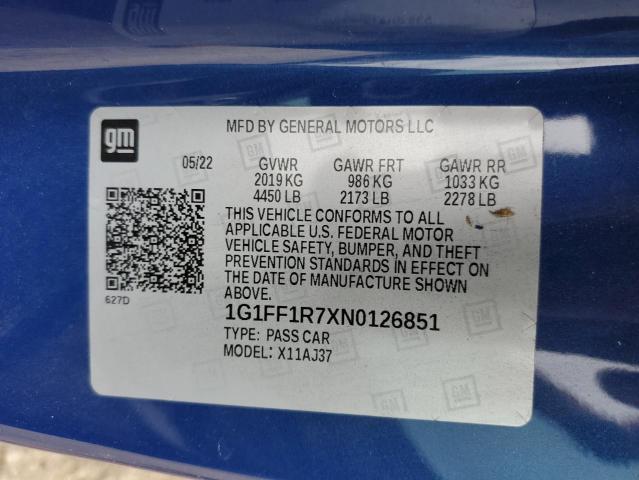 gm
MFD BY GENERAL MOTORS LLC
05/22 GVWR GAWR FRT GAWR RR
2019 KG 986 KG 1033 KG
4450 LB 2173 LB 2278 LB
THIS VEHICLE CONFORMS TO ALL
APPLICABLE U.S. FEDERAL MOTOR
VEHICLE SAFETY, BUMPER, AND THEFT
PREVENTION STANDARDS IN EFFECT ON
THE DATE OF MANUFACTURE SHOWN
ABOVE.
627D
1G1FF1R7XN0126851
TYPE: PASS CAR
MODEL: X11AJ37